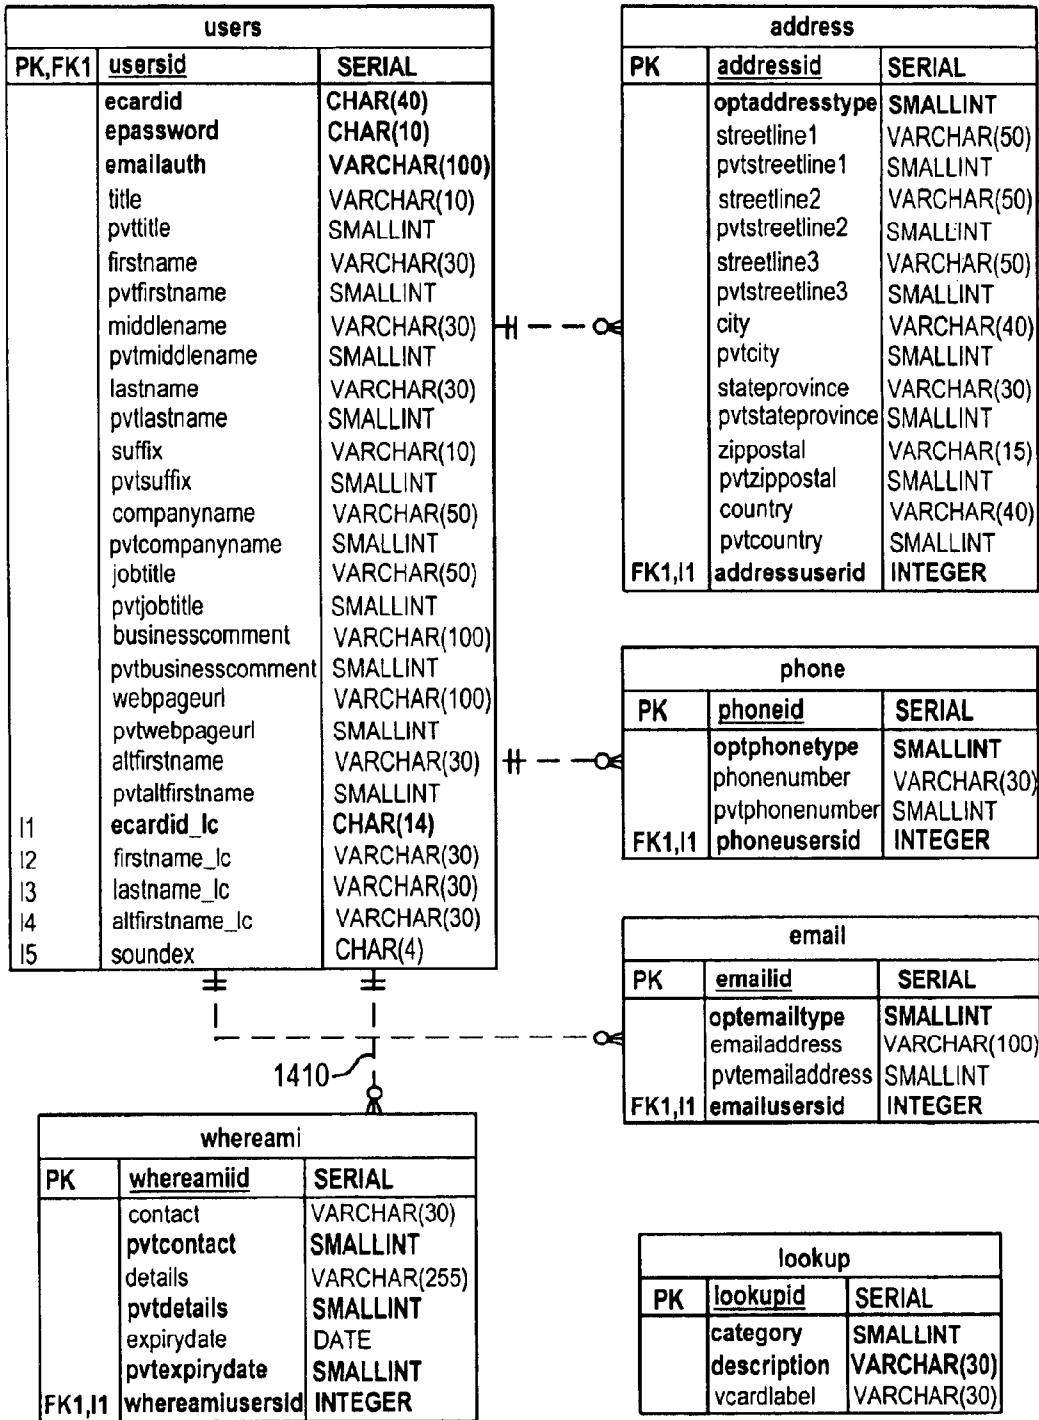 users
PK,FK1 usersid SERIAL
ecardid CHAR(40)
epassword CHAR(10)
emailauth VARCHAR(100)
title VARCHAR(10)
pvttitle SMALLINT
firstname VARCHAR(30)
pvtfirstname SMALLINT
middlename VARCHAR(30)
pvtmiddlename SMALLINT
lastname VARCHAR(30)
pvtlastname SMALLINT
suffix VARCHAR(10)
pvtsuffix SMALLINT
companyname VARCHAR(50)
pvtcompanyname SMALLINT
jobtitle VARCHAR(50)
pvtjobtitle SMALLINT
businesscomment VARCHAR(100)
pvtbusinesscomment SMALLINT
webpageurl VARCHAR(100)
pvtwebpageurl SMALLINT
altfirstname VARCHAR(30)
pvtaltfirstname SMALLINT
I1 ecardid_lc CHAR(14)
I2 firstname_lc VARCHAR(30)
I3 lastname_lc VARCHAR(30)
I4 altfirstname_lc VARCHAR(30)
I5 soundex CHAR(4)
address
PK addressid SERIAL
optaddresstype SMALLINT
streetline1 VARCHAR(50)
pvtstreetline1 SMALLINT
streetline2 VARCHAR(50)
pvtstreetline2 SMALLINT
streetline3 VARCHAR(50)
pvtstreetline3 SMALLINT
city VARCHAR(40)
pvtcity SMALLINT
stateprovince VARCHAR(30)
pvtstateprovince SMALLINT
zippostal VARCHAR(15)
pvtzippostal SMALLINT
country VARCHAR(40)
pvtcountry SMALLINT
FK1,I1 addressuserid INTEGER
phone
PK phoneid SERIAL
optphonetype SMALLINT
phonenumber VARCHAR(30)
pvtphonenumber SMALLINT
FK1,I1 phoneusersid INTEGER
email
PK emailid SERIAL
optemailtype SMALLINT
emailaddress VARCHAR(100)
pvtemailaddress SMALLINT
FK1,I1 emailusersid INTEGER
1410
whereami
PK whereamiid SERIAL
contact VARCHAR(30)
pvtcontact SMALLINT
details VARCHAR(255)
pvtdetails SMALLINT
expirydate DATE
pvtexpirydate SMALLINT
FK1,I1 whereamiusersid INTEGER
lookup
PK lookupid SERIAL
category SMALLINT
description VARCHAR(30)
vcardlabel VARCHAR(30)